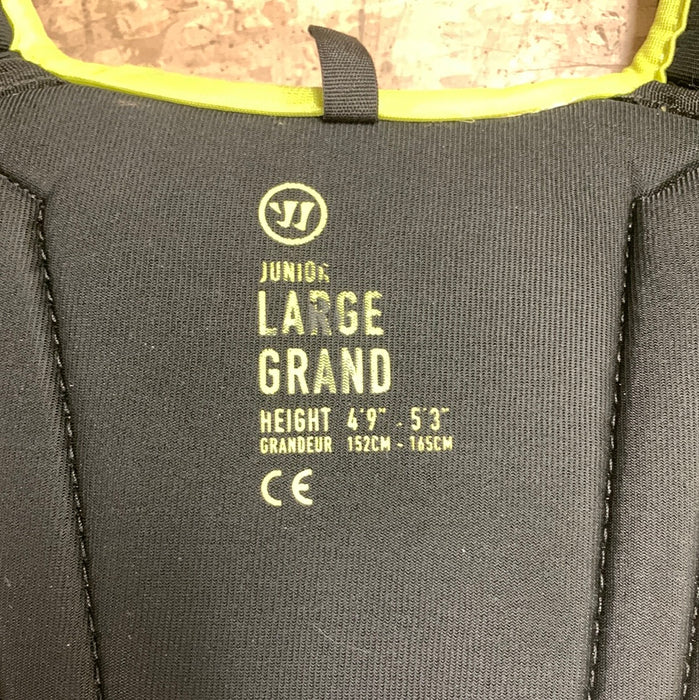 JUNIOR
LARGE
GRAND
HEIGHT 4'9" - 5'3"
GRANDEUR 152CM - 165CM
CE